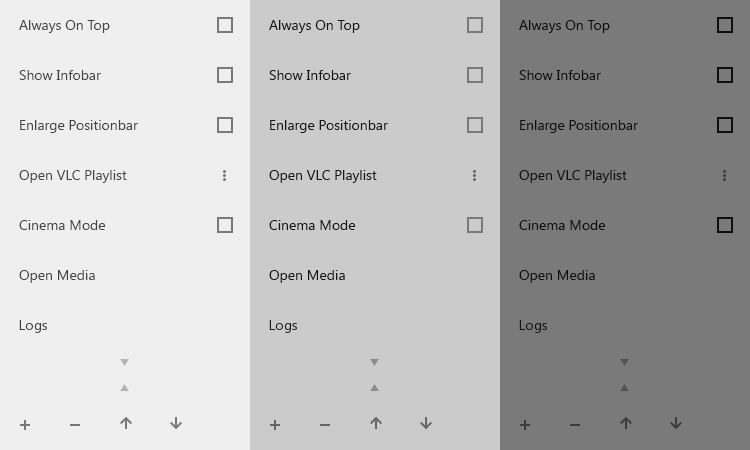 Always On Top
Show Infobar
Enlarge Positionbar
Open VLC Playlist
Cinema Mode
Open Media
Logs
Always On Top
Show Infobar
Enlarge Positionbar
Open VLC Playlist
Cinema Mode
Open Media
Logs
Always On Top
Show Infobar
Enlarge Positionbar
Open VLC Playlist
Cinema Mode
Open Media
Logs